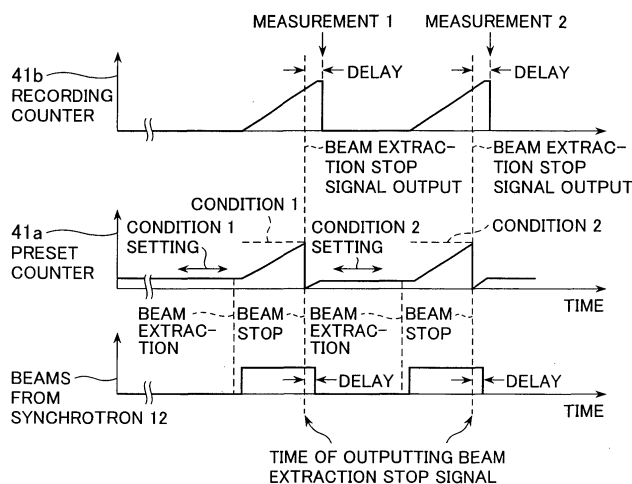 MEASUREMENT 1
MEASUREMENT 2
DELAY
DELAY
41b
RECORDING
COUNTER
BEAM EXTRAC-
TION STOP
SIGNAL OUTPUT
BEAM EXTRAC-
TION STOP
SIGNAL OUTPUT
CONDITION 1
41a
PRESET
COUNTER
CONDITION 1
SETTING
CONDITION 2
SETTING
CONDITION 2
TIME
BEAM
EXTRAC-
TION
BEAM
STOP
BEAM
EXTRAC-
TION
BEAM
STOP
BEAMS
FROM
SYNCHROTRON 12
DELAY
DELAY
TIME
TIME OF OUTPUTTING BEAM
EXTRACTION STOP SIGNAL